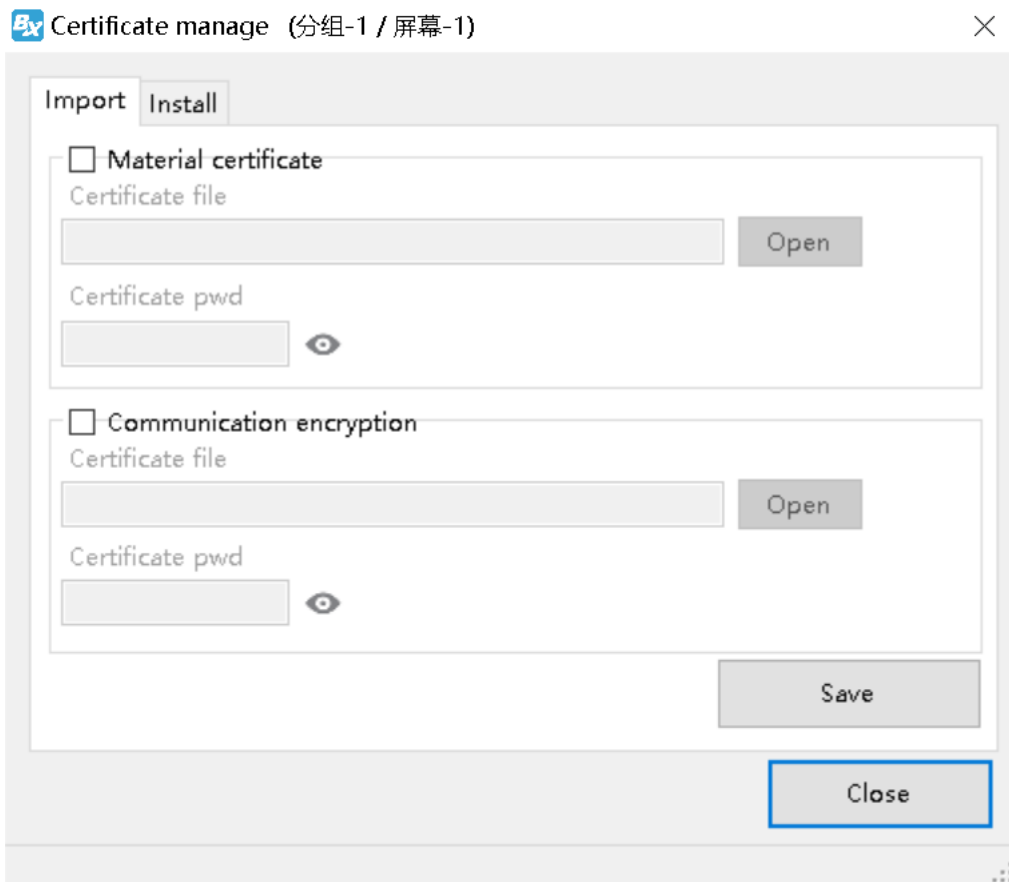 BX Certificate manage (分组-1 / 屏幕-1)
Import Install
Material certificate
Certificate file
Open
Certificate pwd
Communication encryption
Certificate file
Open
Certificate pwd
Save
Close